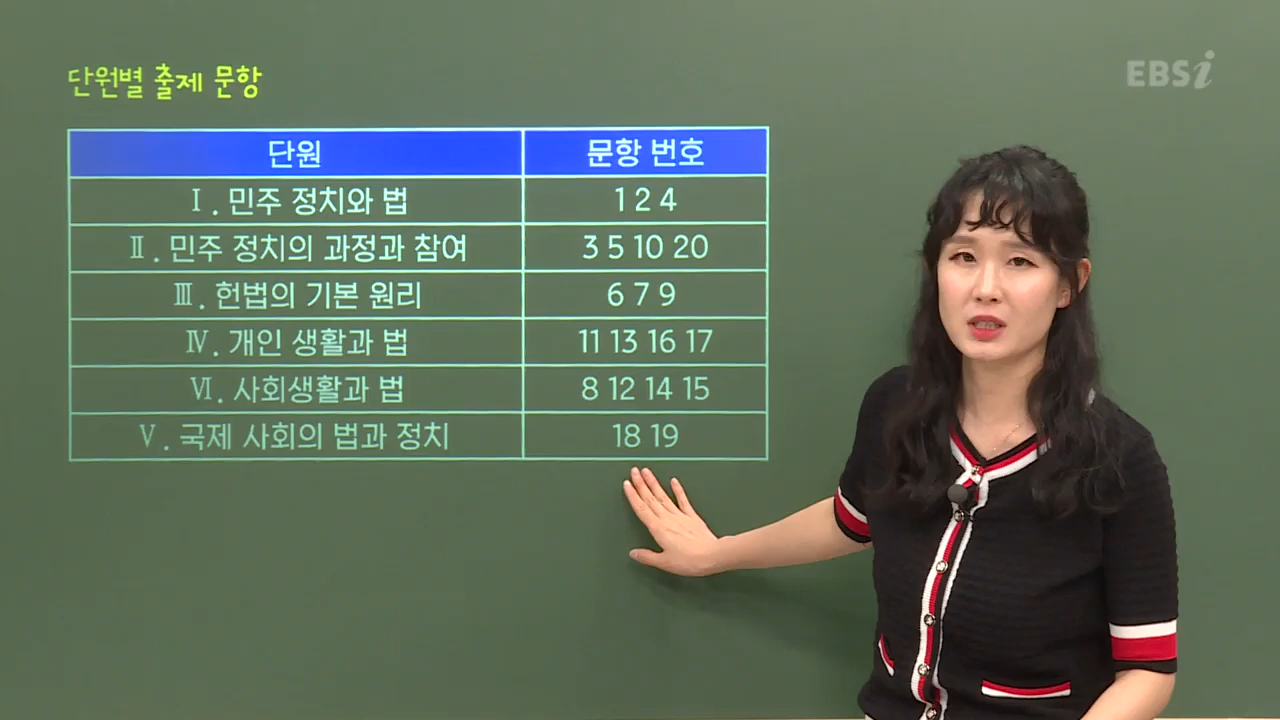 단원별 출제 문항
EBSi
단원 문항 번호
Ⅰ. 민주 정치와 법 1 2 4
Ⅱ. 민주 정치의 과정과 참여 3 5 10 20
Ⅲ. 헌법의 기본 원리 6 7 9
Ⅳ. 개인 생활과 법 11 13 16 17
Ⅵ. 사회생활과 법 8 12 14 15
Ⅴ. 국제 사회의 법과 정치 18 19